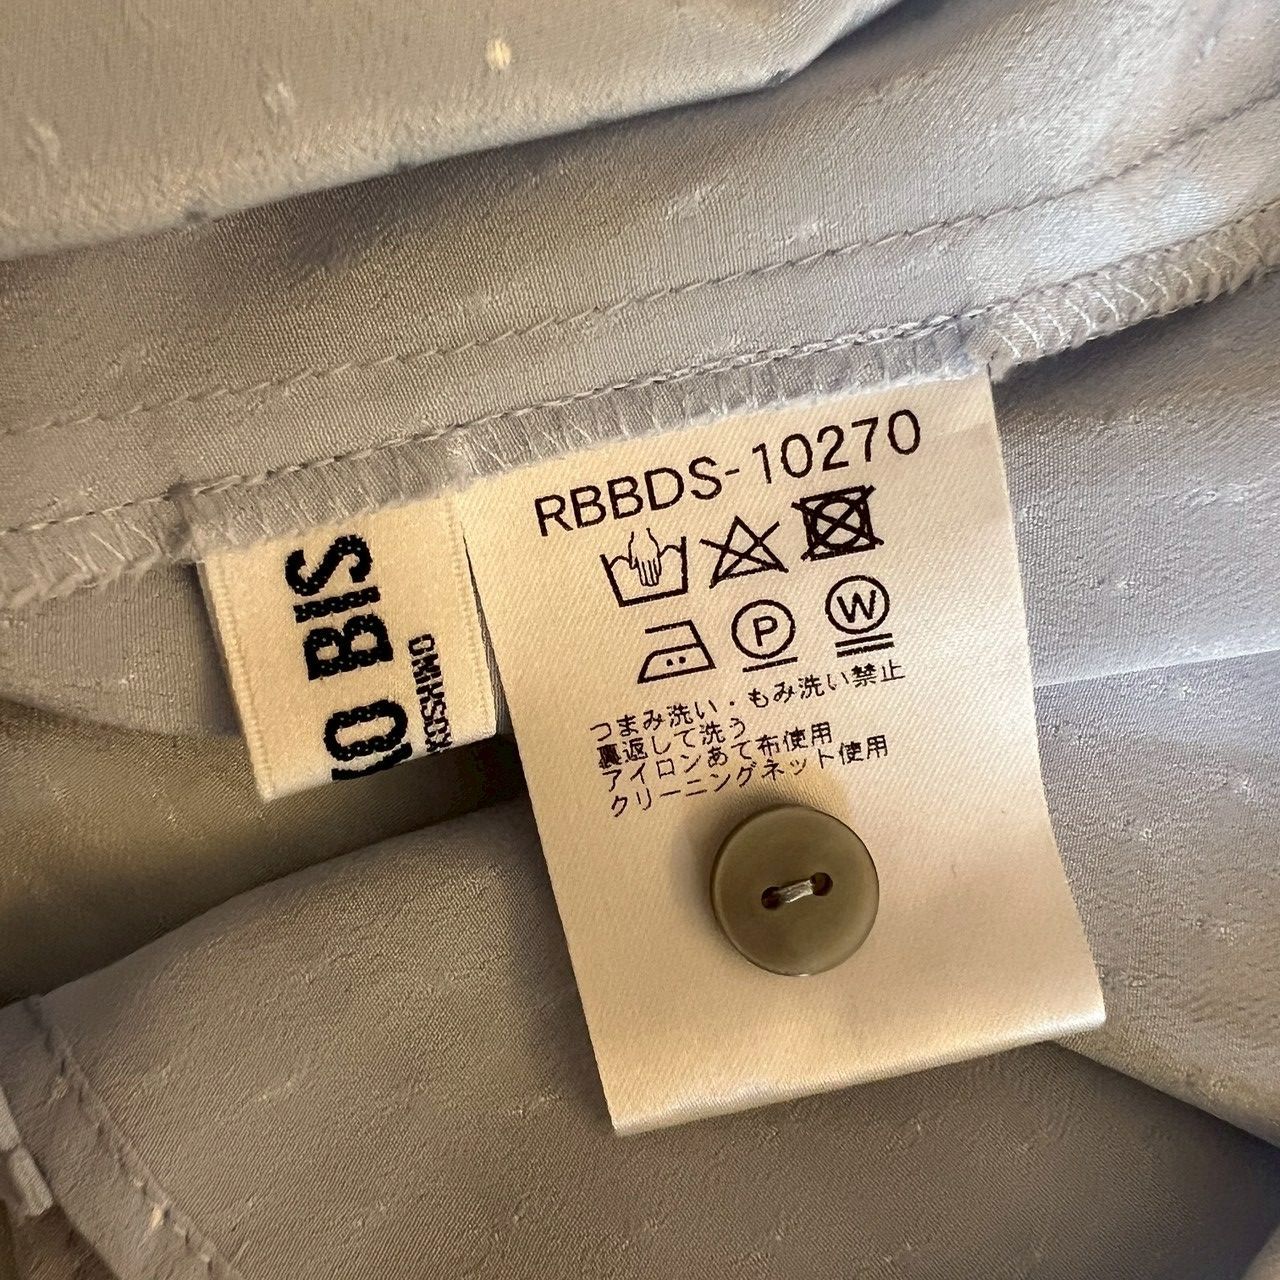 RBBDS-10270
P
W
つまみ洗い・もみ洗い禁止
裏返して洗う
アイロンあて布使用
クリーニングネット使用
BIS